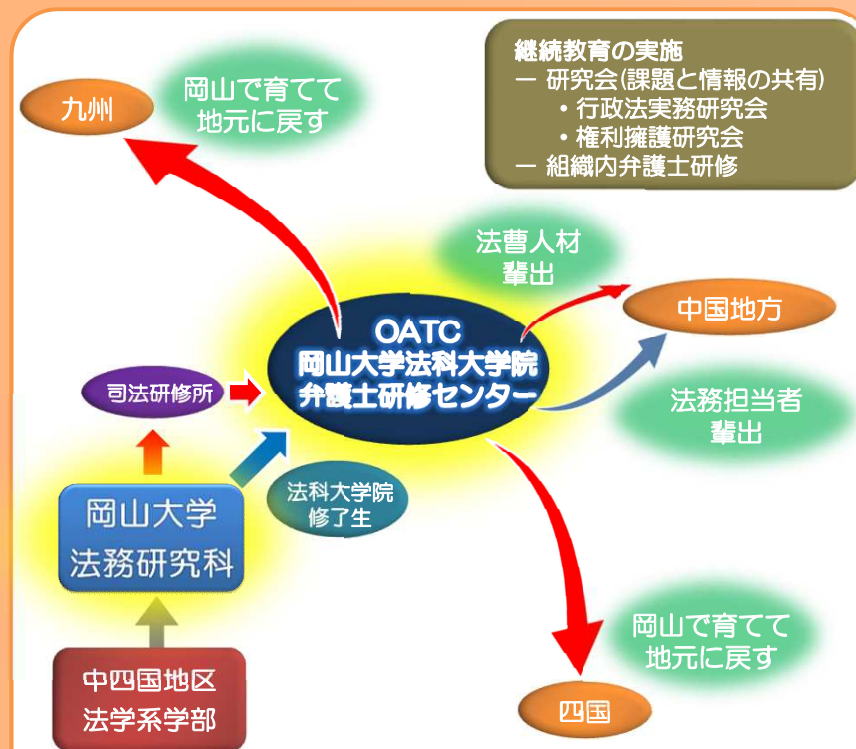 継続教育の実施
― 研究会(課題と情報の共有)
・行政法実務研究会
・権利擁護研究会
― 組織内弁護士研修
九州
岡山で育てて
地元に戻す
法曹人材
輩出
中国地方
OATC
岡山大学法科大学院
弁護士研修センター
司法研修所
法務担当者
輩出
法科大学院
修了生
岡山大学
法務研究科
岡山で育てて
地元に戻す
中四国地区
法学系学部
四国